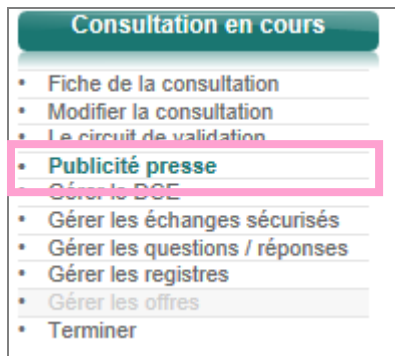 Consultation en cours
• Fiche de la consultation
• Modifier la consultation
• Le circuit de validation
• Publicité presse
• Gérer le DCE
• Gérer les échanges sécurisés
• Gérer les questions / réponses
• Gérer les registres
• Gérer les offres
• Terminer